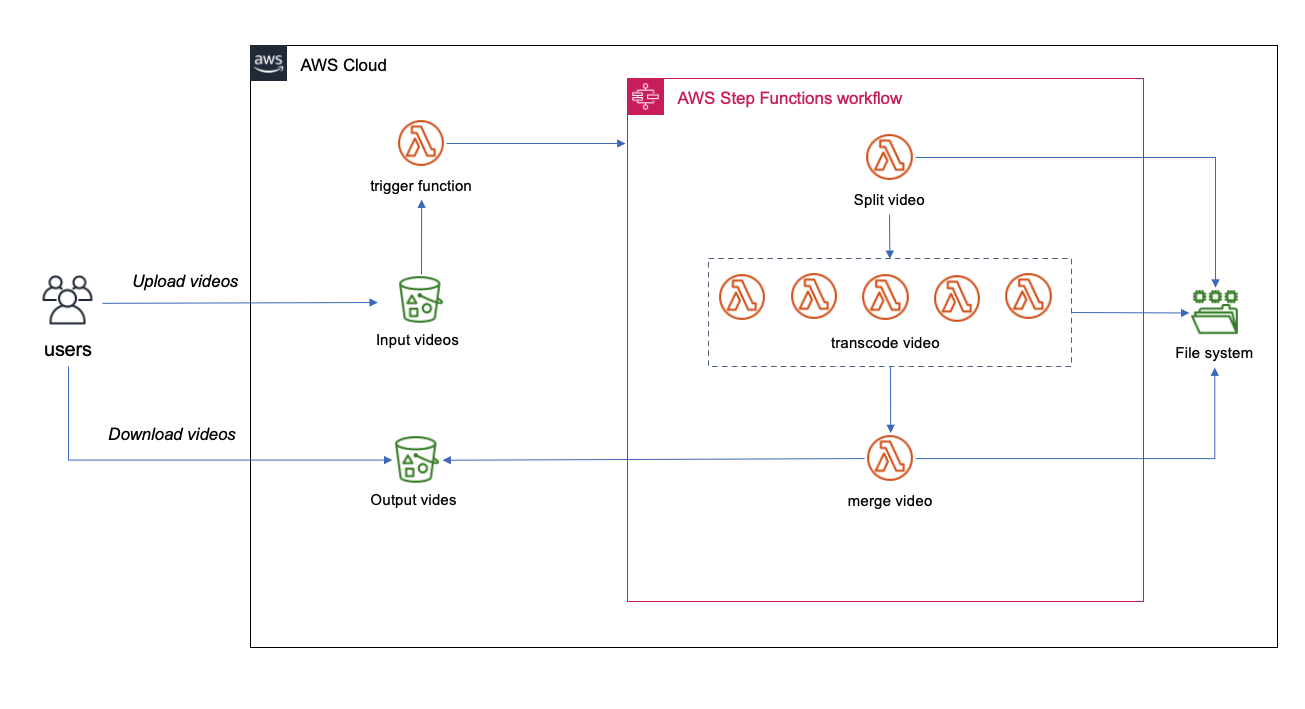 aws
AWS Cloud
AWS Step Functions workflow
trigger function
Split video
Upload videos
users
Input videos
transcode video
File system
Download videos
Output vides
merge video